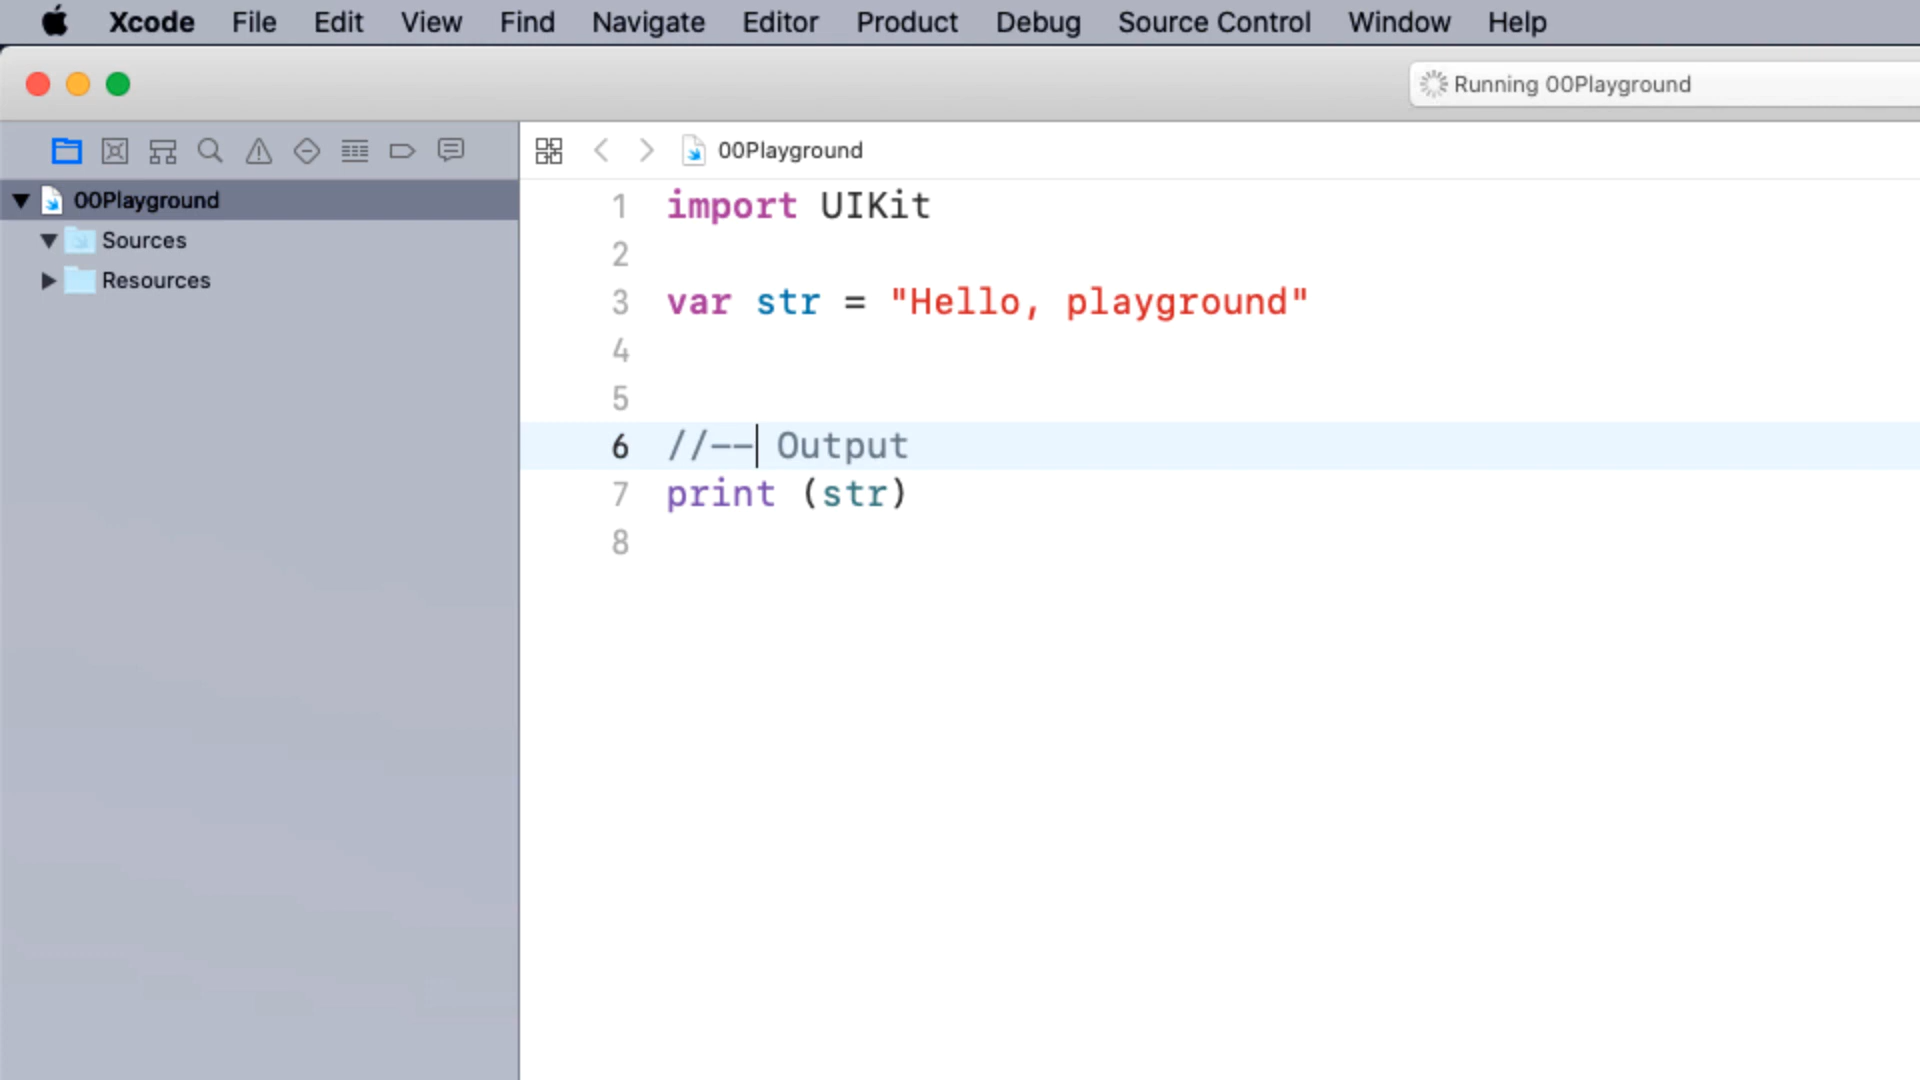 Xcode File Edit View Find Navigate Editor Product Debug Source Control Window Help
Running 00Playground
00Playground
00Playground
Sources
Resources
1 import UIKit
2
3 var str = "Hello, playground"
4
5
6 //-- Output
7 print (str)
8